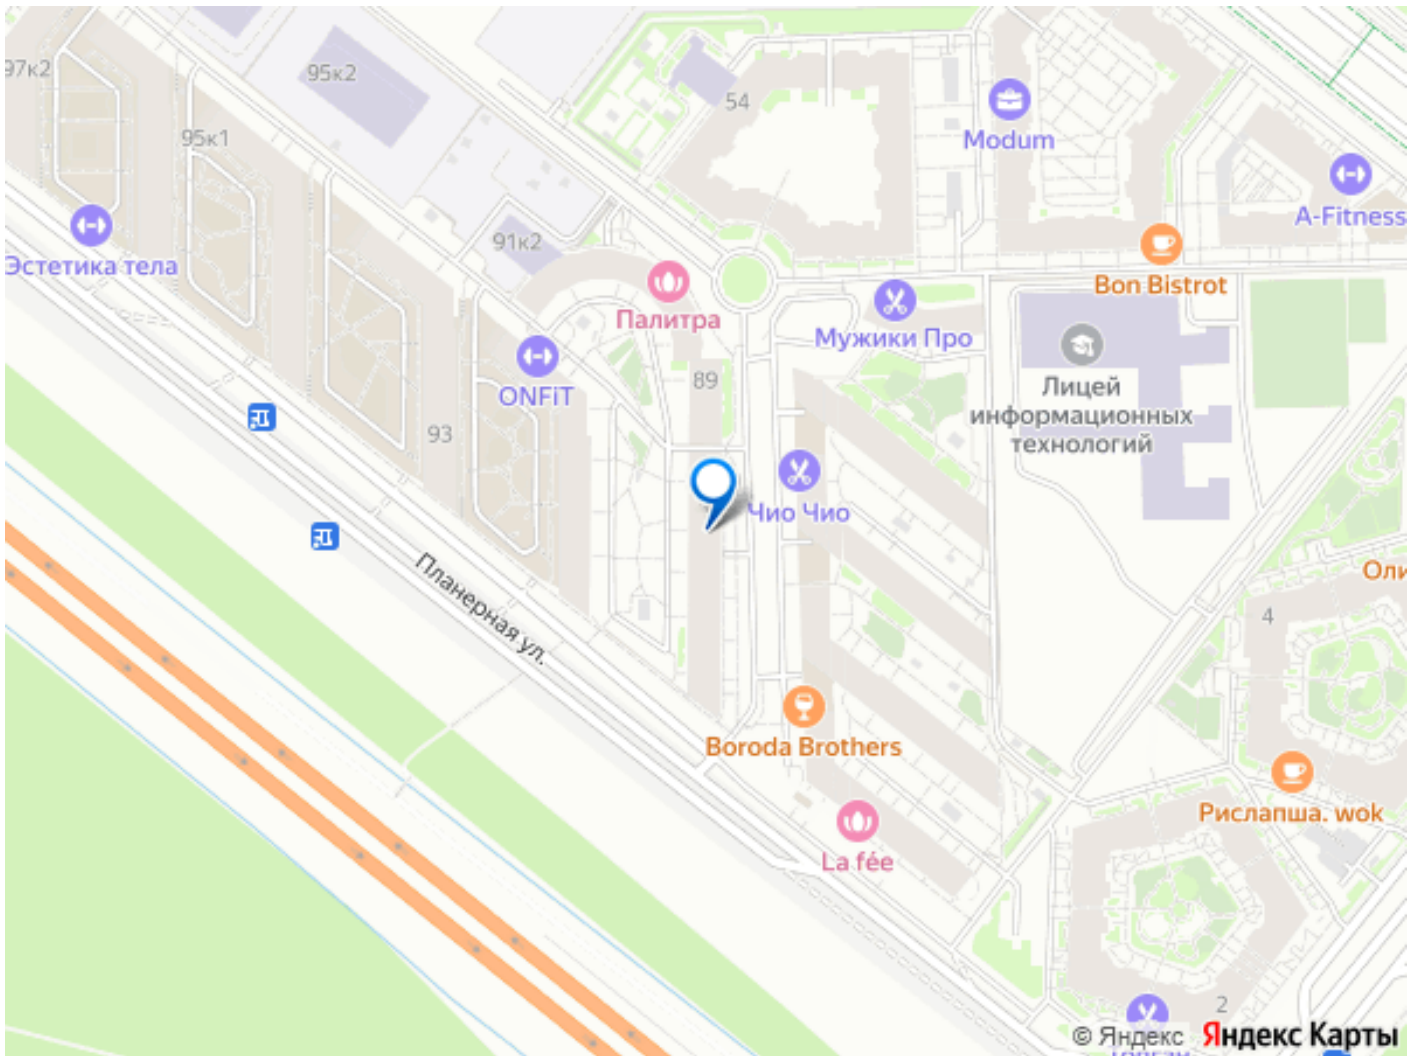 97к2
95к2
54
Modum
95к1
A-Fitness
Эстетика тела
91к2
Bon Bistrot
Палитра
Мужики Про
ONFiT
89
Лицей
информационных
технологий
93
Чио Чио
Планерная ул.
4
Boroda Brothers
Рислапша. wok
La fée
2
© Яндекс Яндекс Карты